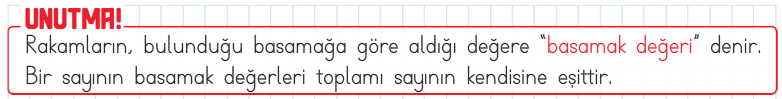 UNUTMA!
Rakamların, bulunduğu basamağa göre aldığı değere "basamak değeri" denir.
Bir sayının basamak değerleri toplamı sayının kendisine eşittir.